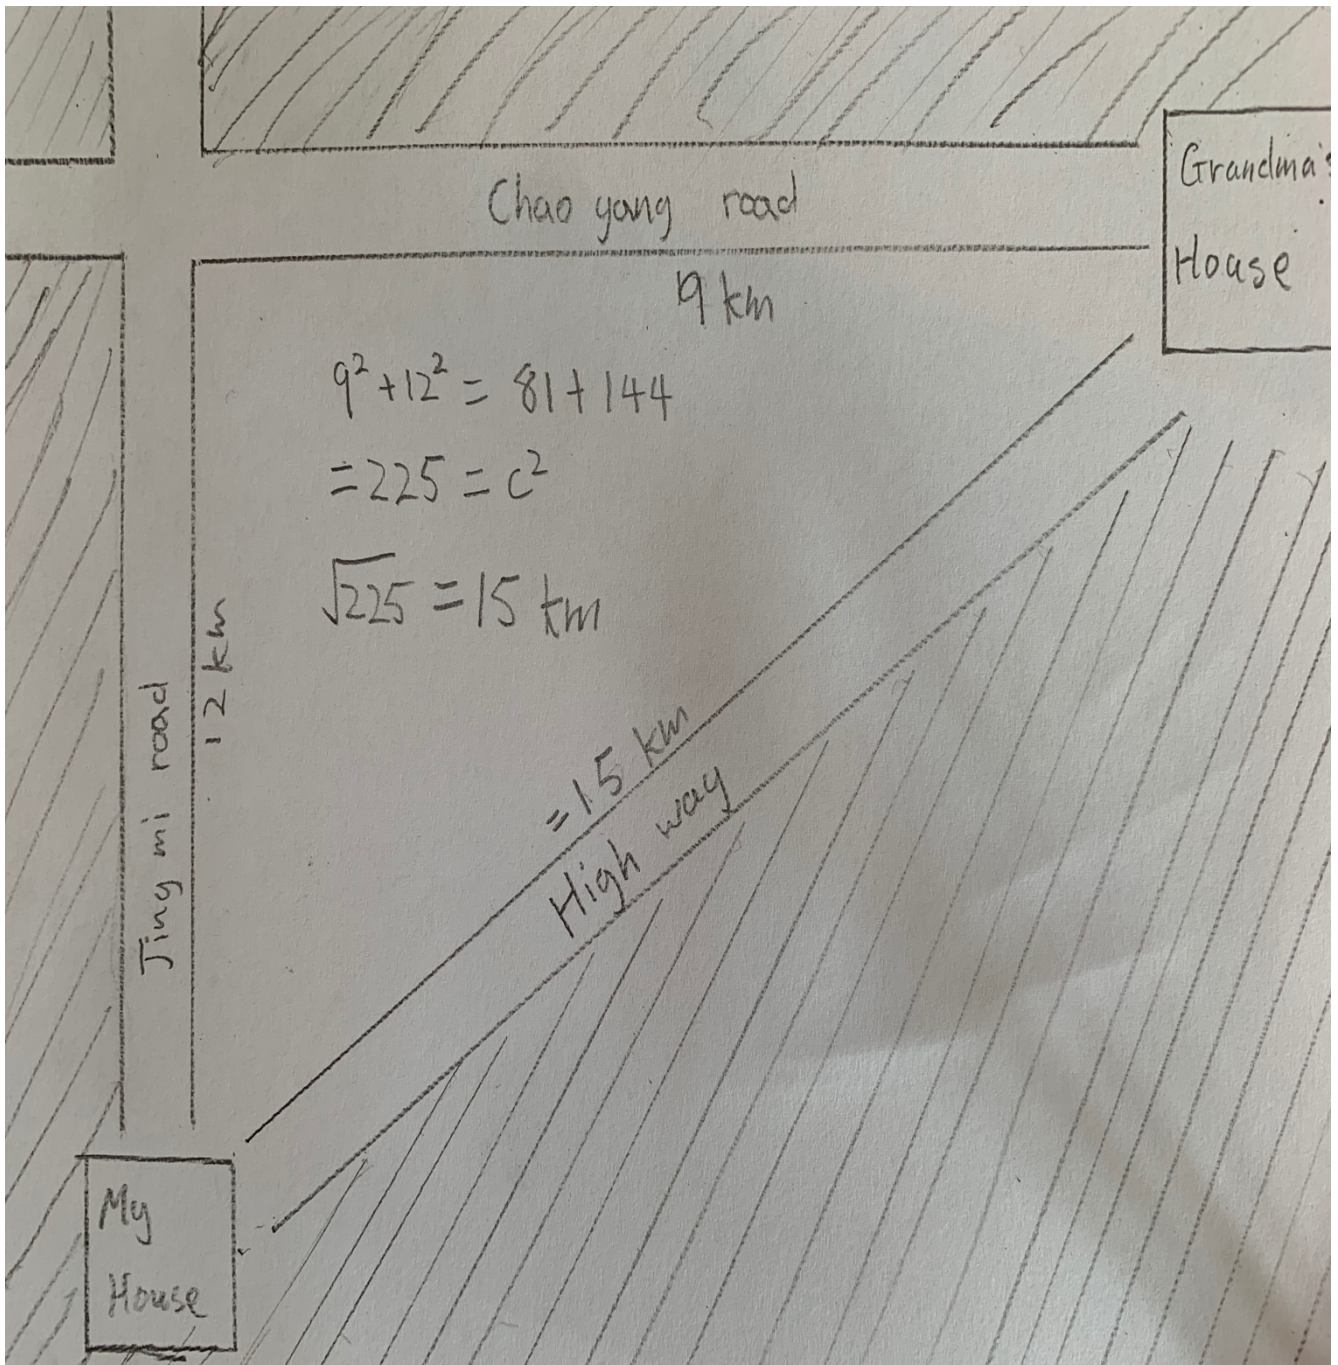 Chao yang road
Grandma's
House
9 km
9² + 12² = 81 + 144
= 225 = c²
√225 = 15 km
12 km
Jing mi road
= 15 km
High way
My
House